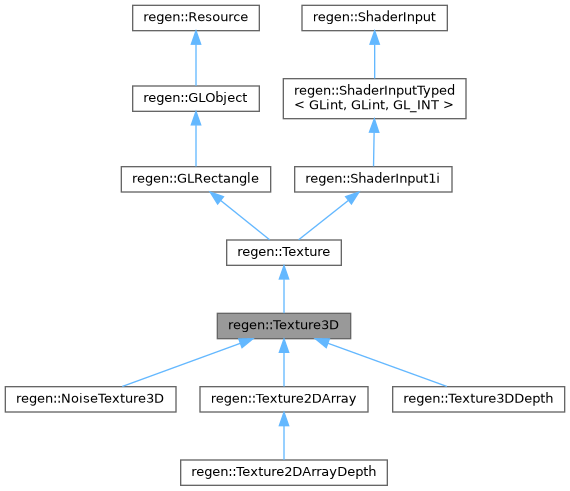 regen::Resource
regen::ShaderInput
regen::GLObject
regen::ShaderInputTyped
< GLint, GLint, GL_INT >
regen::GLRectangle
regen::ShaderInput1i
regen::Texture
regen::Texture3D
regen::NoiseTexture3D
regen::Texture2DArray
regen::Texture3DDepth
regen::Texture2DArrayDepth